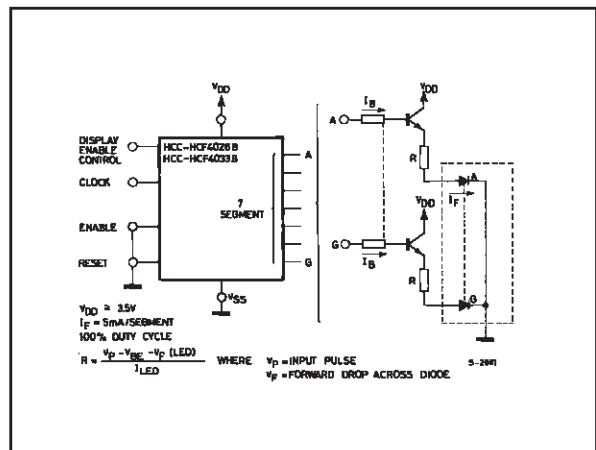 VDD
DISPLAY
ENABLE
CONTROL
HCC-HCF4026B
HCC-HCF4033B
A
CLOCK
7
SEGMENT
ENABLE
RESET
G
VSS
VDD
IB
A
R
A
IF
VDD
G
IB
R
G
VDD ≥ 3.5V
IF = 5mA/SEGMENT
100% DUTY CYCLE
R = VP - VBE - VF (LED) / ILED WHERE VP = INPUT PULSE
VF = FORWARD DROP ACROSS DIODE